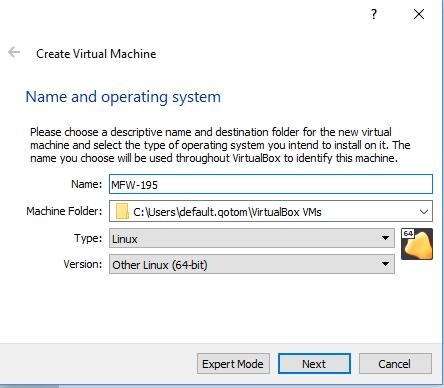 ?
Create Virtual Machine
Name and operating system
Please choose a descriptive name and destination folder for the new virtual
machine and select the type of operating system you intend to install on it. The
name you choose will be used throughout VirtualBox to identify this machine.
Name: MFW-195
Machine Folder: C:\Users\default.qotom\VirtualBox VMs
Type: Linux
64
Version: Other Linux (64-bit)
Expert Mode Next Cancel